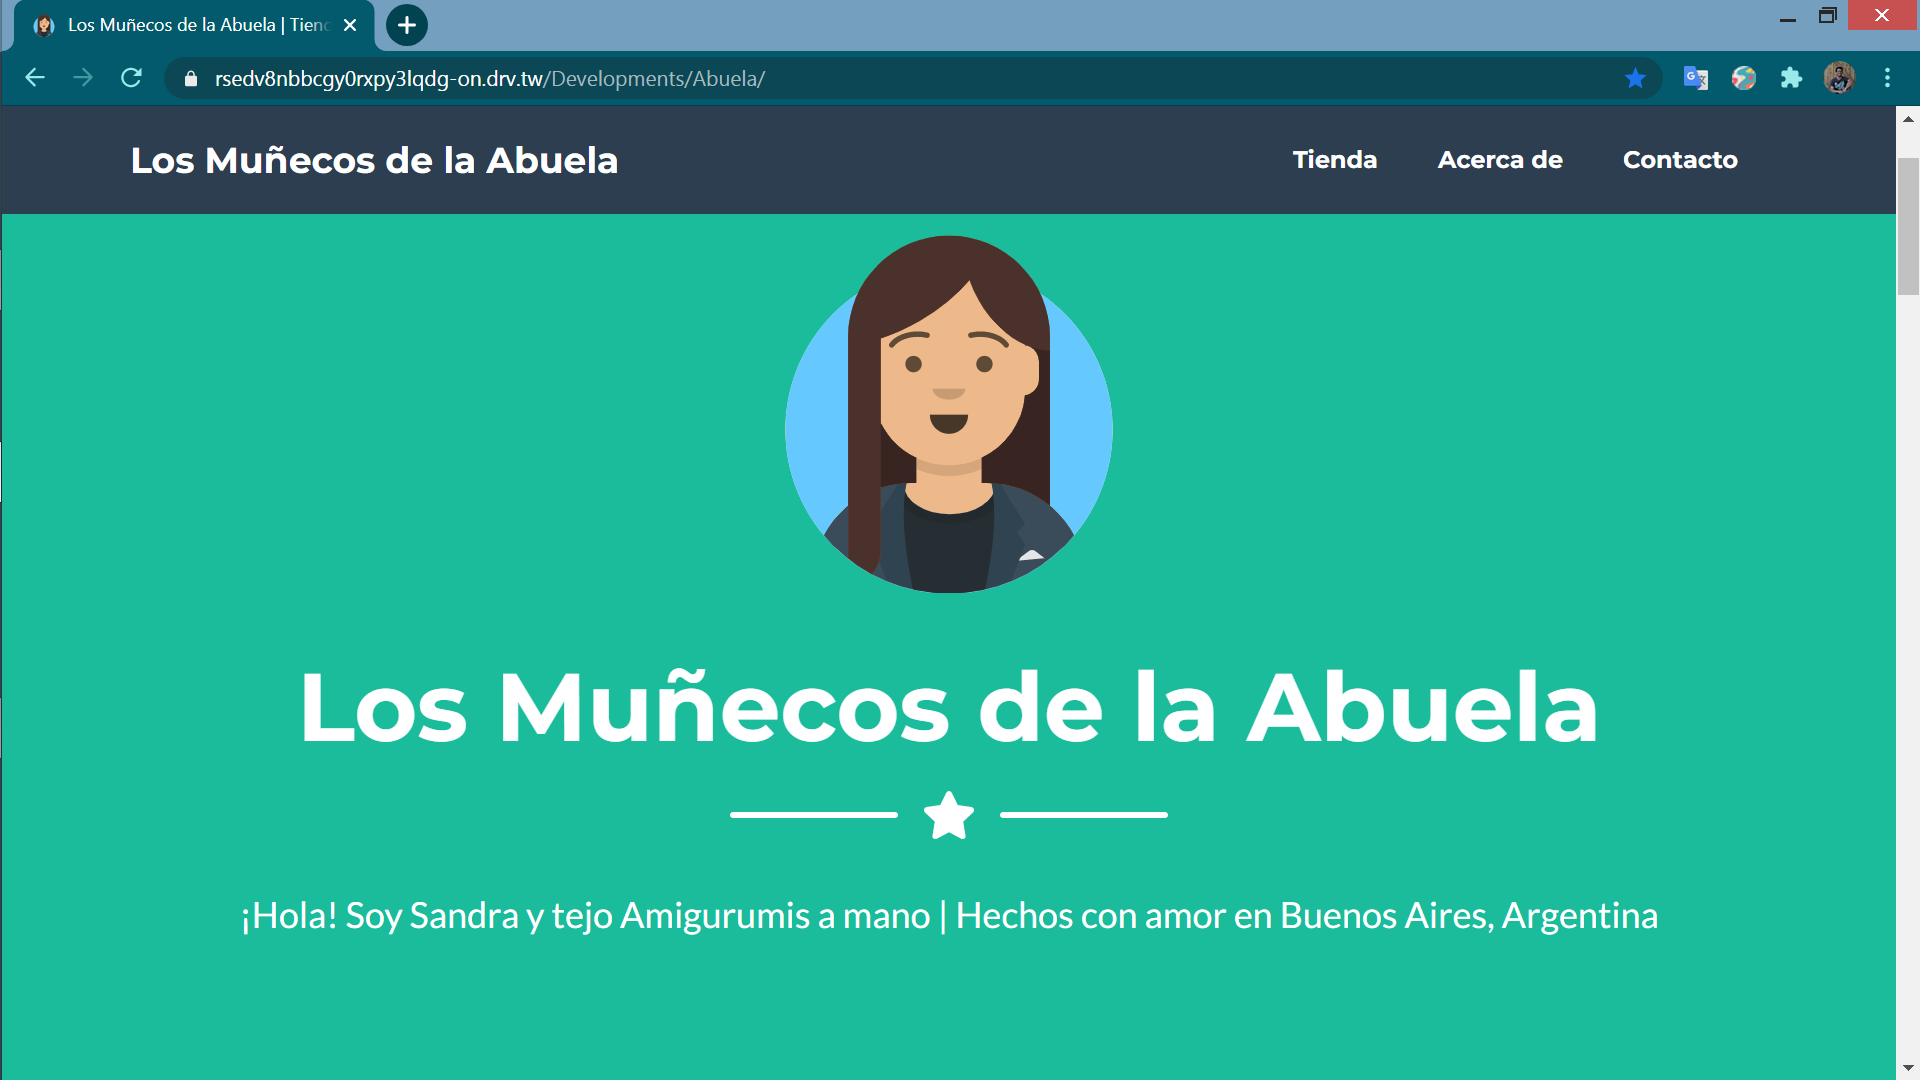 Los Muñecos de la Abuela | Tien
rsedv8nbbcgy0rxpy3lqdg-on.drv.tw/Developments/Abuela/
Los Muñecos de la Abuela
Tienda
Acerca de
Contacto
Los Muñecos de la Abuela
¡Hola! Soy Sandra y tejo Amigurumis a mano | Hechos con amor en Buenos Aires, Argentina